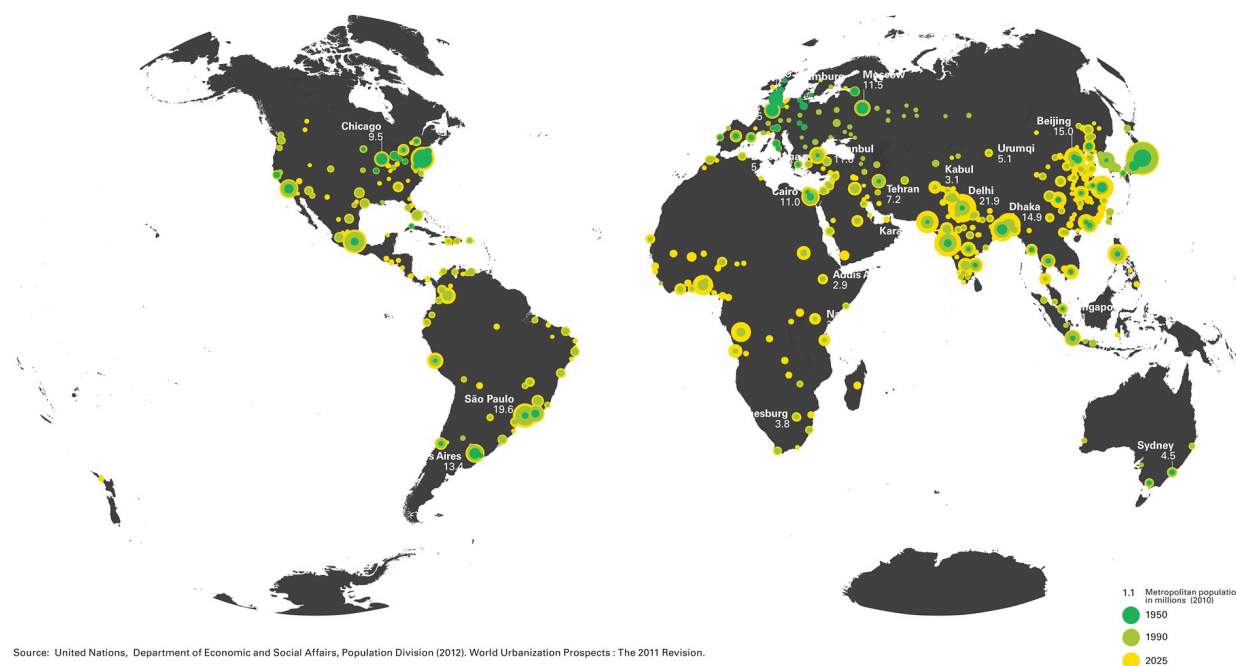 Chicago
9.5
Moscow
11.5
Beijing
15.0
Urumqi
5.1
Kabul
3.1
Delhi
21.9
Dhaka
14.9
Tehran
7.2
Cairo
11.0
11.0
2.9
São Paulo
19.6
Aires
13.4
3.8
Sydney
4.5
1.1 Metropolitan populatio
in millions (2010)
1950
1990
2025
Source: United Nations, Department of Economic and Social Affairs, Population Division (2012). World Urbanization Prospects : The 2011 Revision.